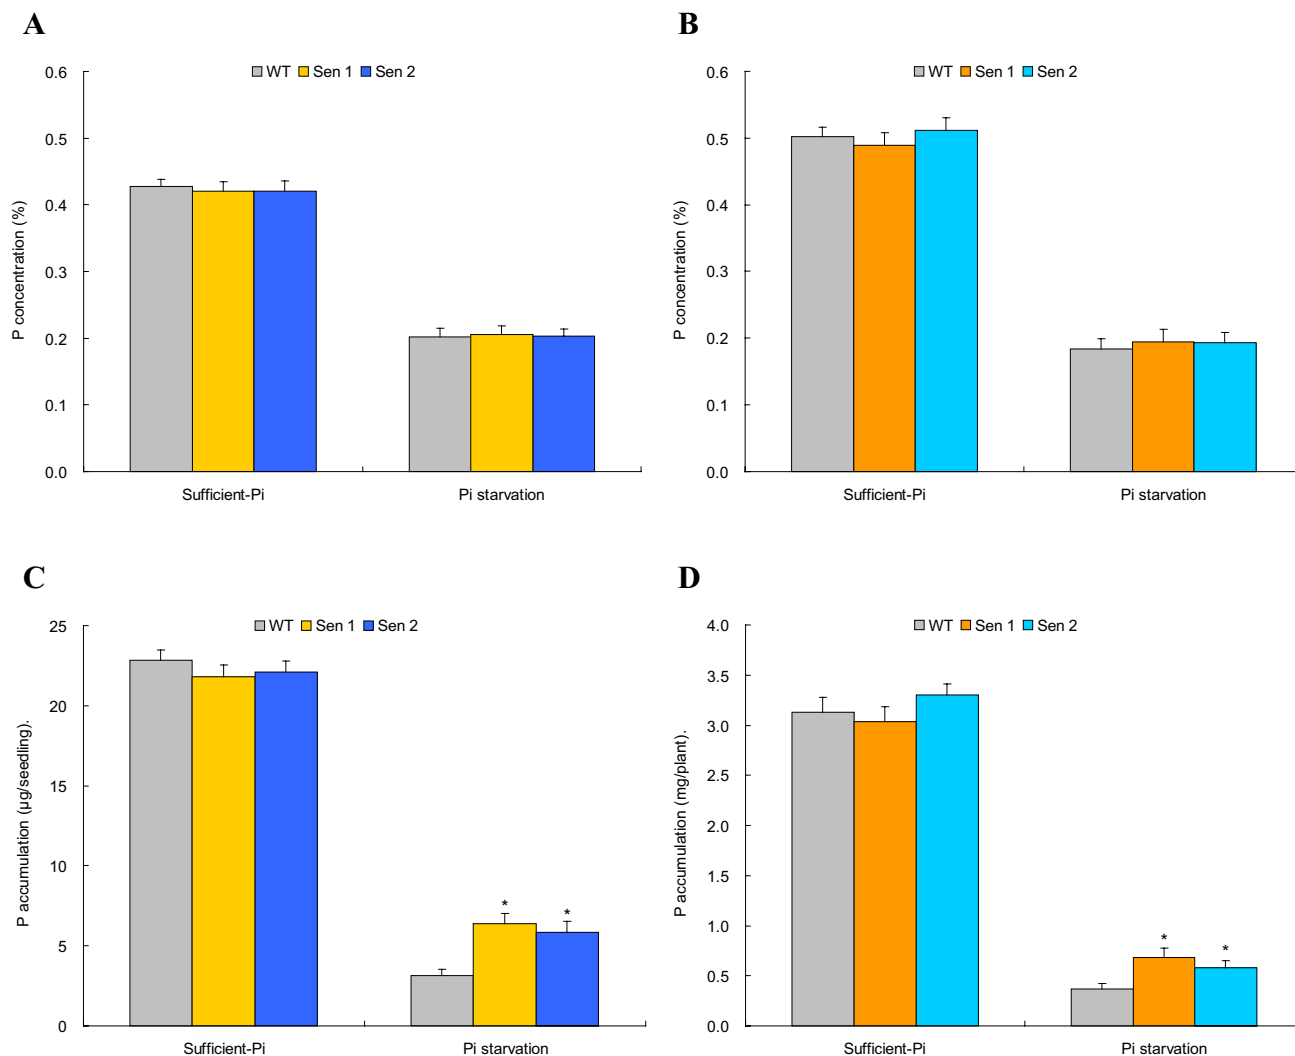 A
WT Sen 1 Sen 2
P concentration (%)
0.6
0.5
0.4
0.3
0.2
0.1
0.0
Sufficient-Pi Pi starvation
B
WT Sen 1 Sen 2
P concentration (%)
0.6
0.5
0.4
0.3
0.2
0.1
0.0
Sufficient-Pi Pi starvation
C
WT Sen 1 Sen 2
P accumulation (µg/seedling).
25
20
15
10
5
0
* *
Sufficient-Pi Pi starvation
D
WT Sen 1 Sen 2
P accumulation (mg/plant).
4.0
3.5
3.0
2.5
2.0
1.5
1.0
0.5
0.0
* *
Sufficient-Pi Pi starvation